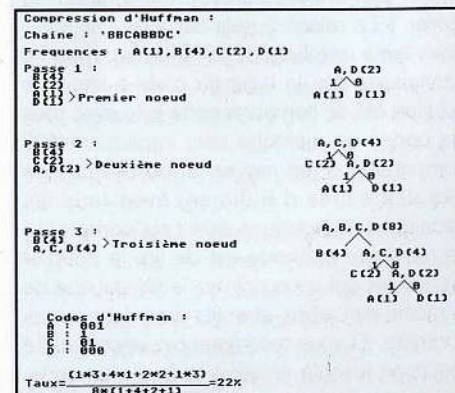 Compression d'Huffman :
Chaîne : 'BBCABBDC'
Frequences : A(1),B(4),C(2),D(1)
Passe 1 :
B(4)
C(2)
A(1)
D(1) >Premier noeud
A,D(2)
1 0
A(1) D(1)
Passe 2 :
B(4)
C(2)
A,D(2) >Deuxième noeud
A,C,D(4)
1 0
C(2) A,D(2)
1 0
A(1) D(1)
Passe 3 :
B(4)
A,C,D(4) >Troisième noeud
A,B,C,D(8)
B(4) A,C,D(4)
1 0
C(2) A,D(2)
1 0
A(1) D(1)
Codes d'Huffman
A : 001
B : 1
C : 01
D : 000
Taux=(1*3+4*1+2*2+1*3)
8*(1+4+2+1) =22%